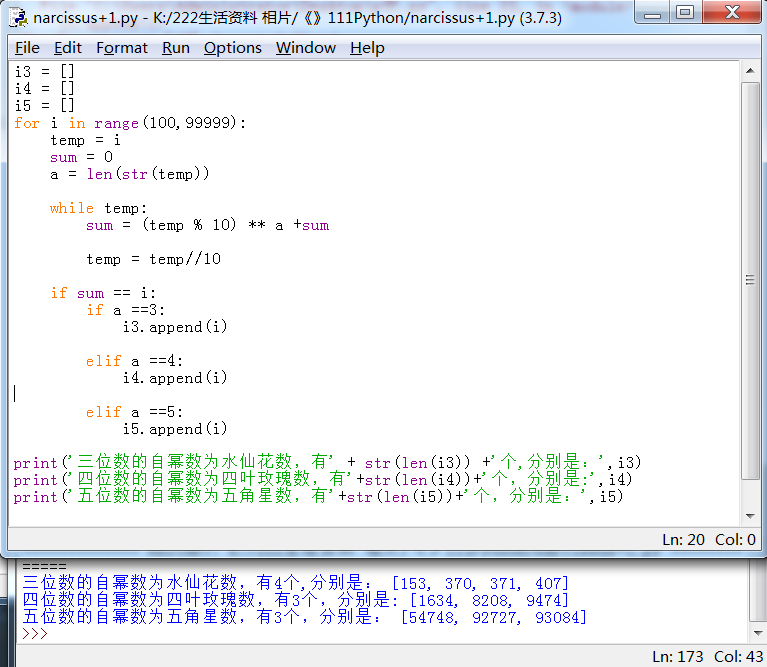 narcissus+1.py - K:/222生活资料 相片/《》111Python/narcissus+1.py (3.7.3)
File Edit Format Run Options Window Help
i3 = []
i4 = []
i5 = []
for i in range(100,99999):
    temp = i
    sum = 0
    a = len(str(temp))
    while temp:
        sum = (temp % 10) ** a +sum
        temp = temp//10
    if sum == i:
        if a ==3:
            i3.append(i)
        elif a ==4:
            i4.append(i)
        elif a ==5:
            i5.append(i)
print('三位数的自幂数为水仙花数，有' + str(len(i3)) +'个,分别是：',i3)
print('四位数的自幂数为四叶玫瑰数，有'+str(len(i4))+'个，分别是:',i4)
print('五位数的自幂数为五角星数，有'+str(len(i5))+'个，分别是：',i5)
Ln: 20 Col: 0
=====
三位数的自幂数为水仙花数，有4个,分别是： [153, 370, 371, 407]
四位数的自幂数为四叶玫瑰数，有3个，分别是: [1634, 8208, 9474]
五位数的自幂数为五角星数，有3个，分别是： [54748, 92727, 93084]
>>>
Ln: 173 Col: 43